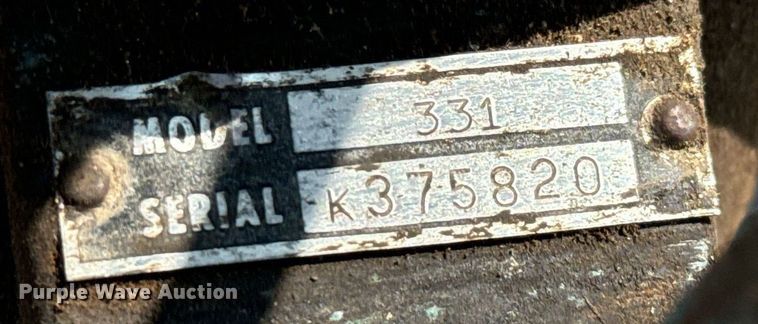 MODEL 331
SERIAL K375820
Purple Wave Auction